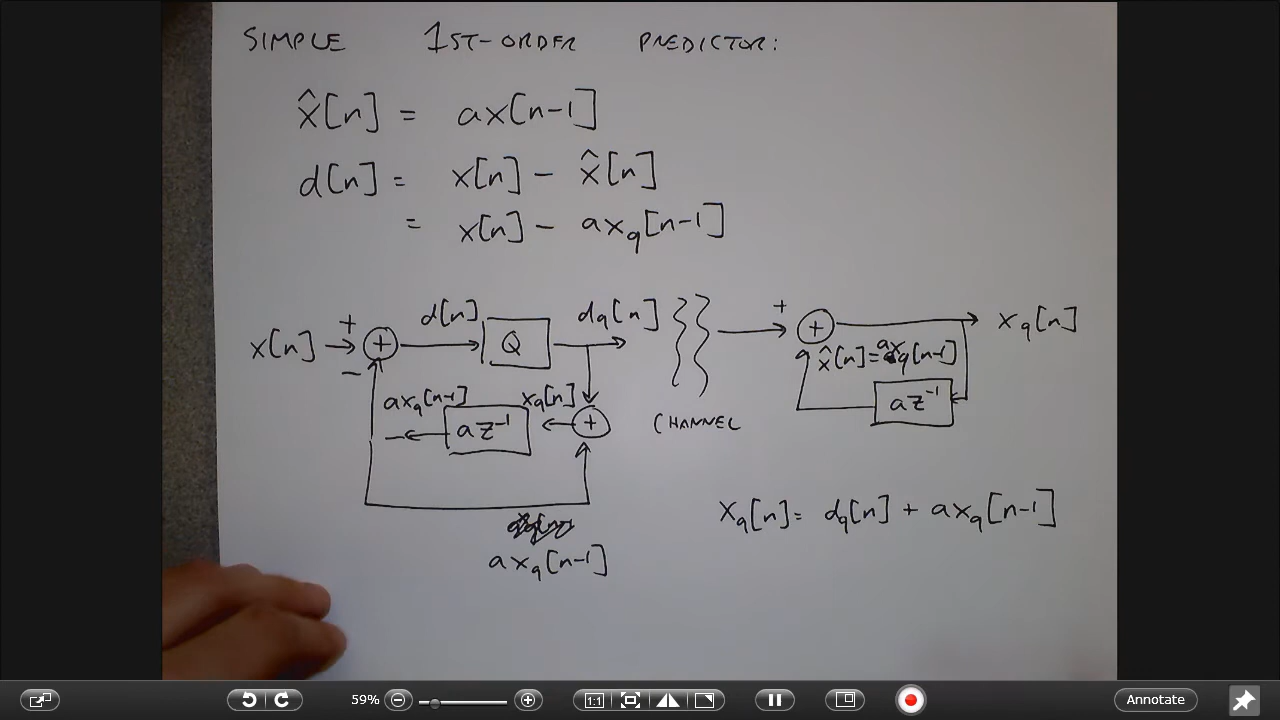 SIMPLE 1ST-ORDER PREDICTOR:
x̂[n] = ax[n-1]
d[n] = x[n] - x̂[n]
= x[n] - ax_q[n-1]
x[n] + - + d[n] Q d_q[n] + + x_q[n]
x̂[n]=ax_q[n-1]
az⁻¹
ax_q[n-1] x_q[n]
az⁻¹ +
CHANNEL
x_q[n] = d_q[n] + ax_q[n-1]
ax_q[n-1]
59% 1:1 Annotate